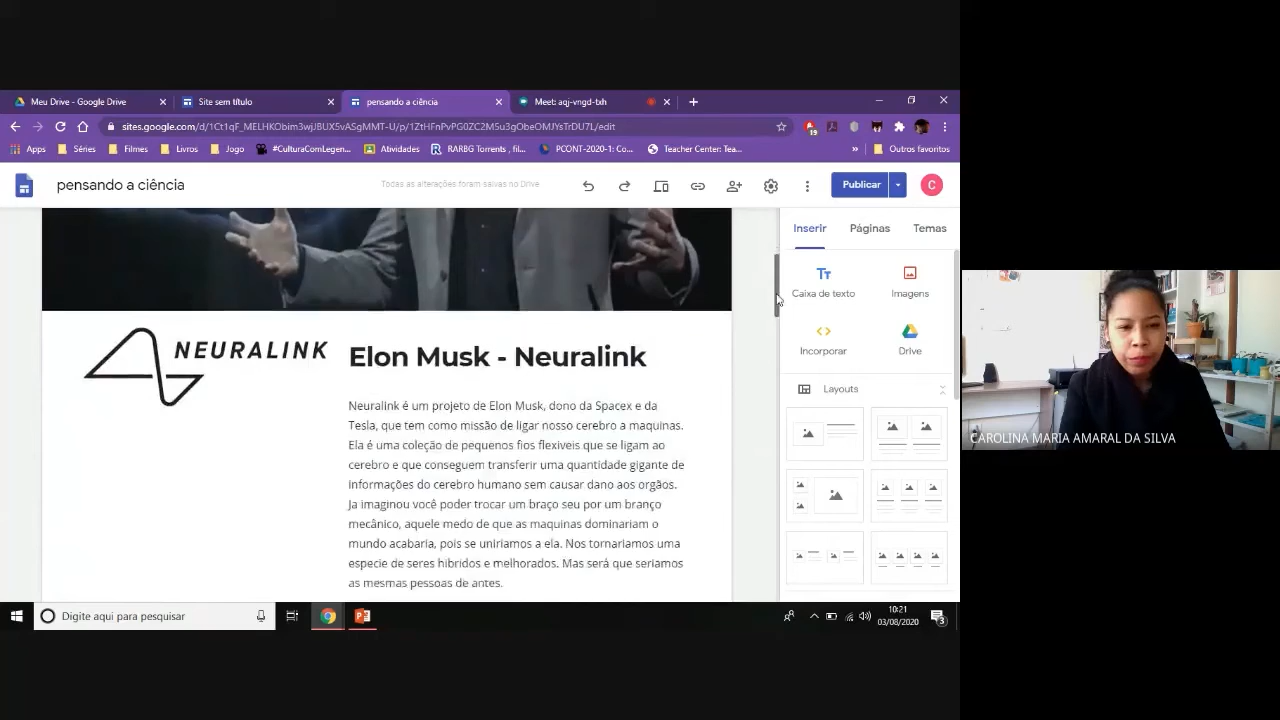 Meu Drive - Google Drive
Site sem título
pensando a ciência
Meet: aqj-vngd-txh
sites.google.com/d/1Ct1qF_MELHKObim3wjJBUX5vASgMMT-U/p/1ZtHFnPvPG0ZC2M5u3gObeOMJYsTrDU7L/edit
19
Apps
Séries
Filmes
Livros
Jogo
#CulturaComLegen...
Atividades
RARBG Torrents , fil...
PCONT-2020-1: Co...
Teacher Center: Tea...
»
Outros favoritos
pensando a ciência
Todas as alterações foram salvas no Drive
Publicar
C
Inserir
Páginas
Temas
Caixa de texto
Imagens
Incorporar
Drive
Layouts
NEURALINK
Elon Musk - Neuralink
Neuralink é um projeto de Elon Musk, dono da Spacex e da
Tesla, que tem como missão de ligar nosso cerebro a maquinas.
Ela é uma coleção de pequenos fios flexiveis que se ligam ao
cerebro e que conseguem transferir uma quantidade gigante de
informações do cerebro humano sem causar dano aos orgãos.
Ja imaginou você poder trocar um braço seu por um branço
mecânico, aquele medo de que as maquinas dominariam o
mundo acabaria, pois se uniriamos a ela. Nos tornariamos uma
especie de seres hibridos e melhorados. Mas será que seriamos
as mesmas pessoas de antes.
CAROLINA MARIA AMARAL DA SILVA
Digite aqui para pesquisar
10:21
03/08/2020
3